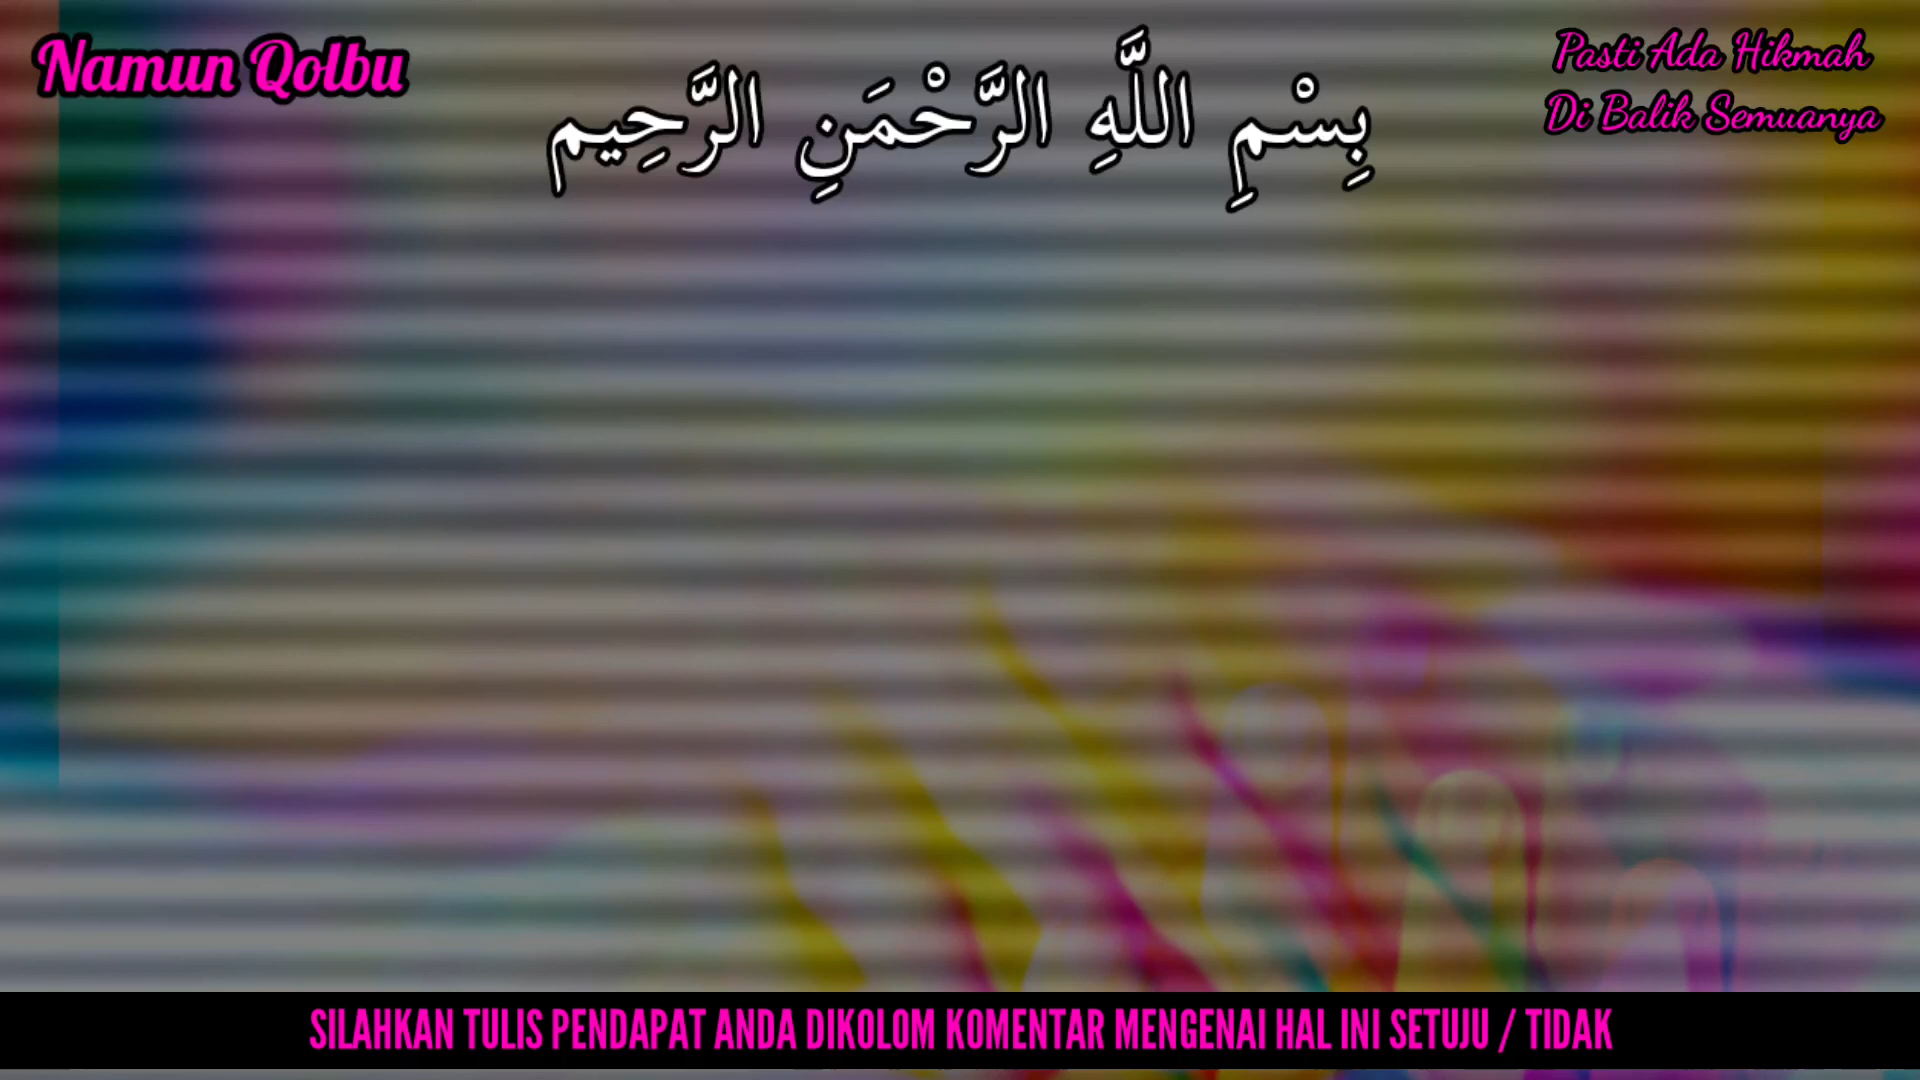 Namun Qolbu
بِسْمِ اللَّهِ الرَّحْمَنِ الرَّحِيم
Pasti Ada Hikmah
Di Balik Semuanya
SILAHKAN TULIS PENDAPAT ANDA DIKOLOM KOMENTAR MENGENAI HAL INI SETUJU / TIDAK